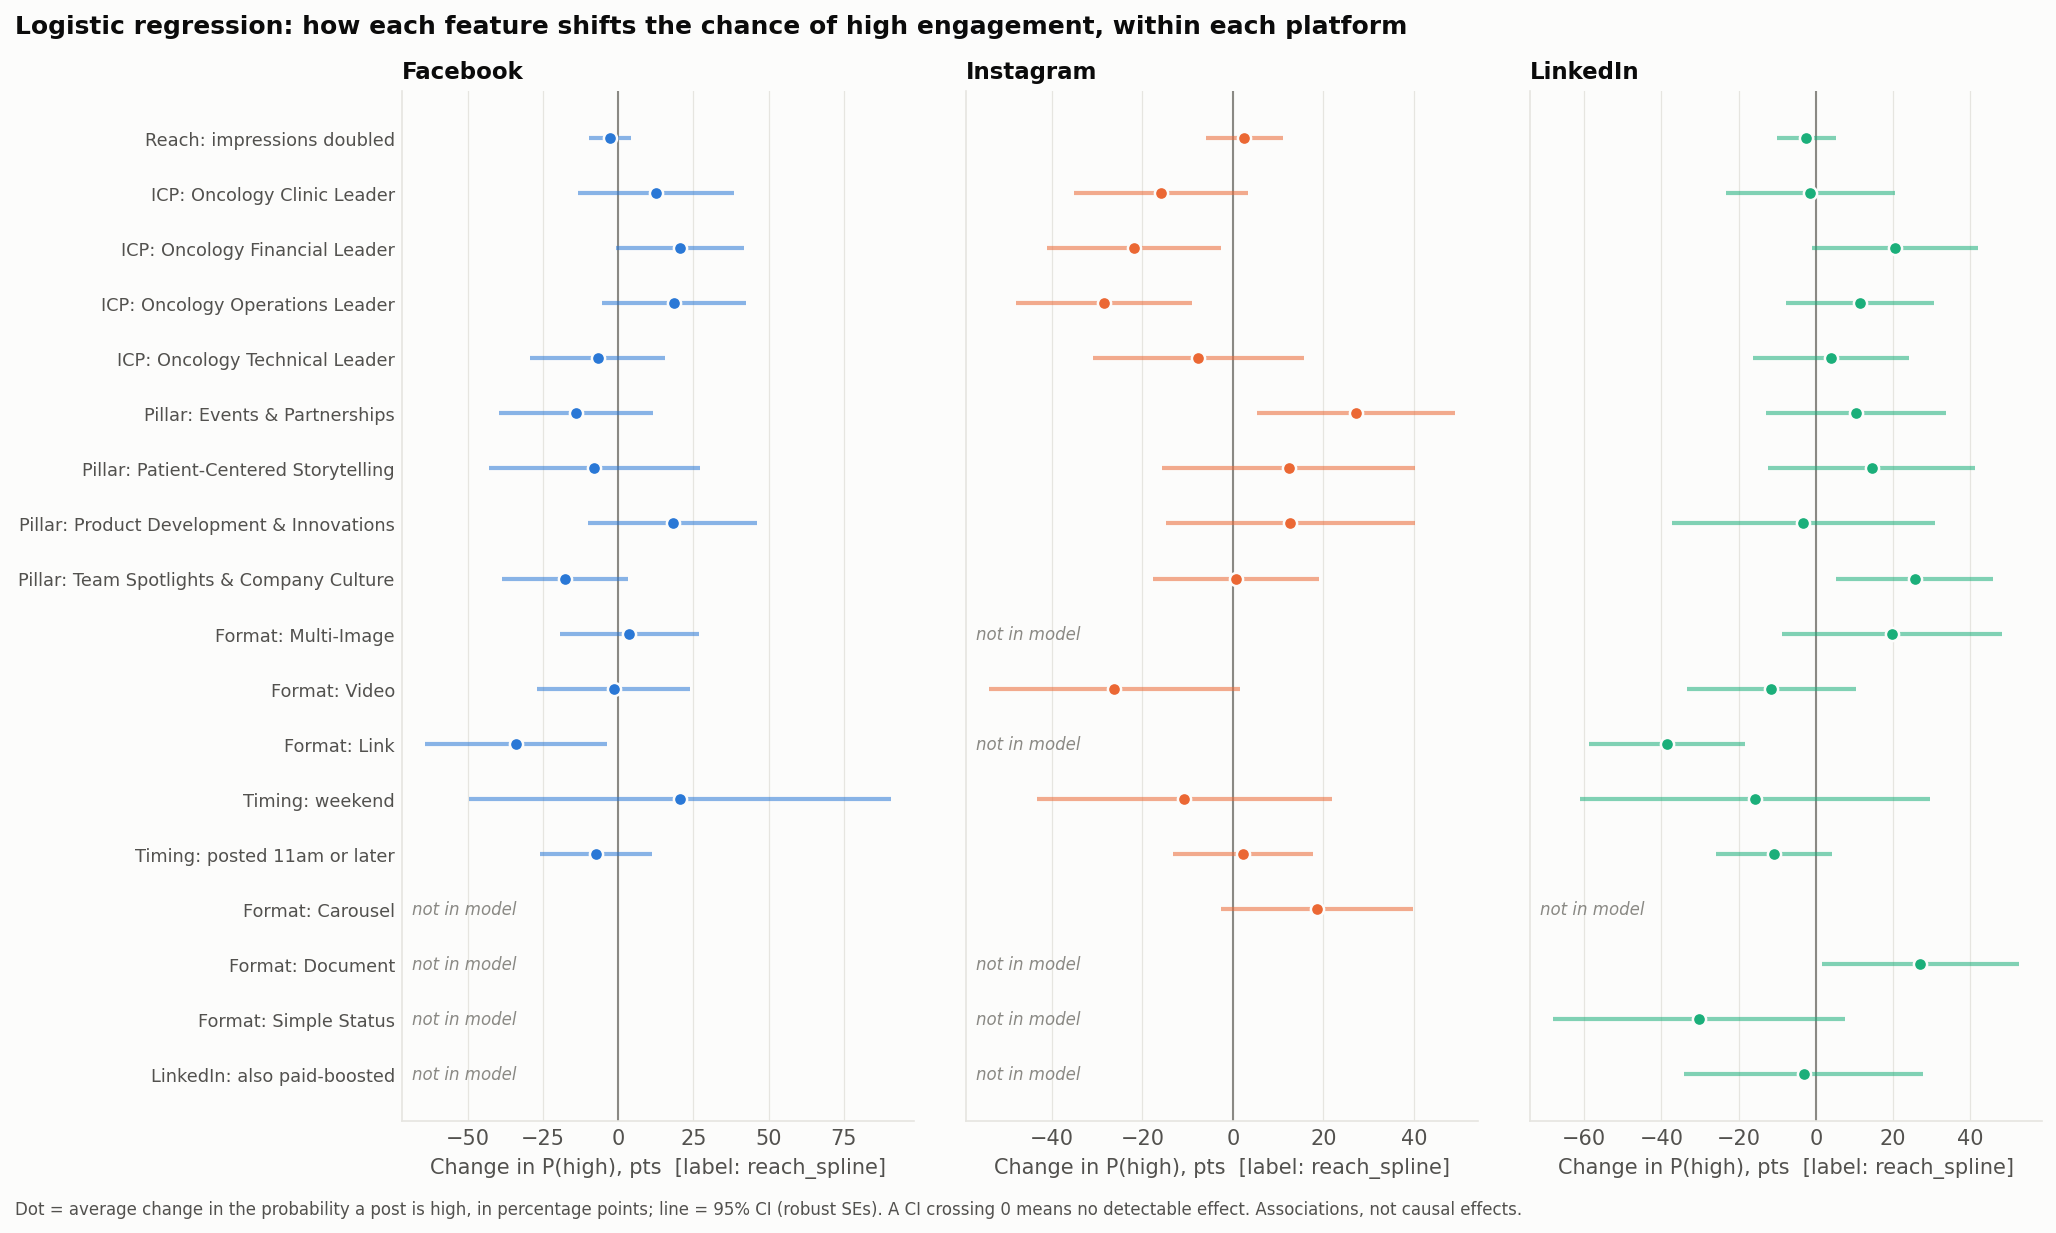 Logistic regression: how each feature shifts the chance of high engagement, within each platform
Facebook
Instagram
LinkedIn
Reach: impressions doubled
ICP: Oncology Clinic Leader
ICP: Oncology Financial Leader
ICP: Oncology Operations Leader
ICP: Oncology Technical Leader
Pillar: Events & Partnerships
Pillar: Patient-Centered Storytelling
Pillar: Product Development & Innovations
Pillar: Team Spotlights & Company Culture
Format: Multi-Image
not in model
Format: Video
Format: Link
not in model
Timing: weekend
Timing: posted 11am or later
Format: Carousel
not in model
not in model
Format: Document
not in model
not in model
Format: Simple Status
not in model
not in model
LinkedIn: also paid-boosted
not in model
not in model
−50 −25 0 25 50 75
−40 −20 0 20 40
−60 −40 −20 0 20 40
Change in P(high), pts [label: reach_spline]
Change in P(high), pts [label: reach_spline]
Change in P(high), pts [label: reach_spline]
Dot = average change in the probability a post is high, in percentage points; line = 95% CI (robust SEs). A CI crossing 0 means no detectable effect. Associations, not causal effects.